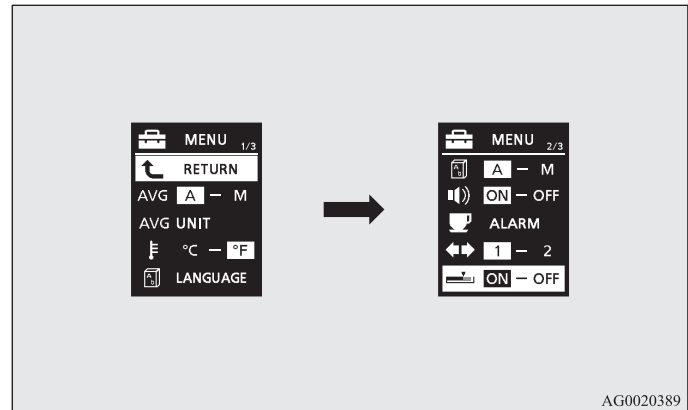 MENU 1/3
RETURN
AVG A – M
AVG UNIT
°C – °F
A b LANGUAGE
MENU 2/3
A b A – M
ON – OFF
ALARM
1 – 2
ON – OFF
AG0020389